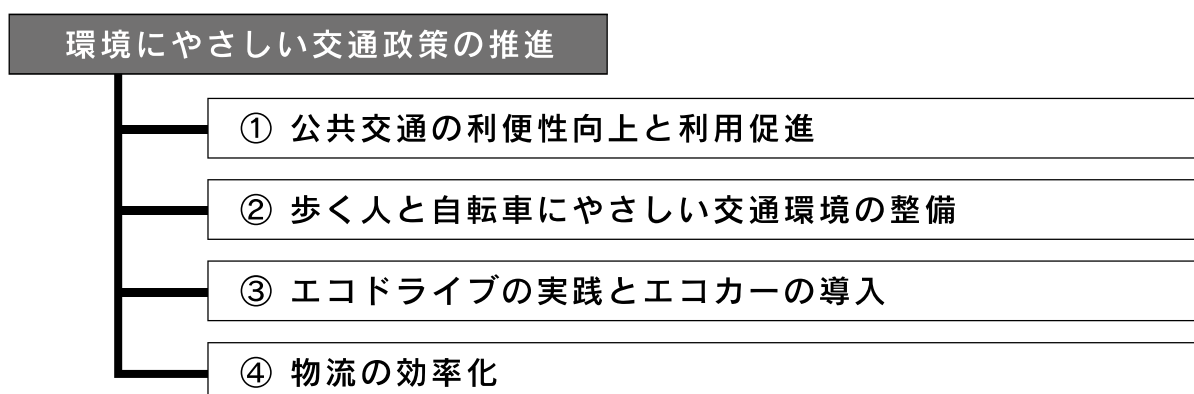 環境にやさしい交通政策の推進
① 公共交通の利便性向上と利用促進
② 歩く人と自転車にやさしい交通環境の整備
③ エコドライブの実践とエコカーの導入
④ 物流の効率化